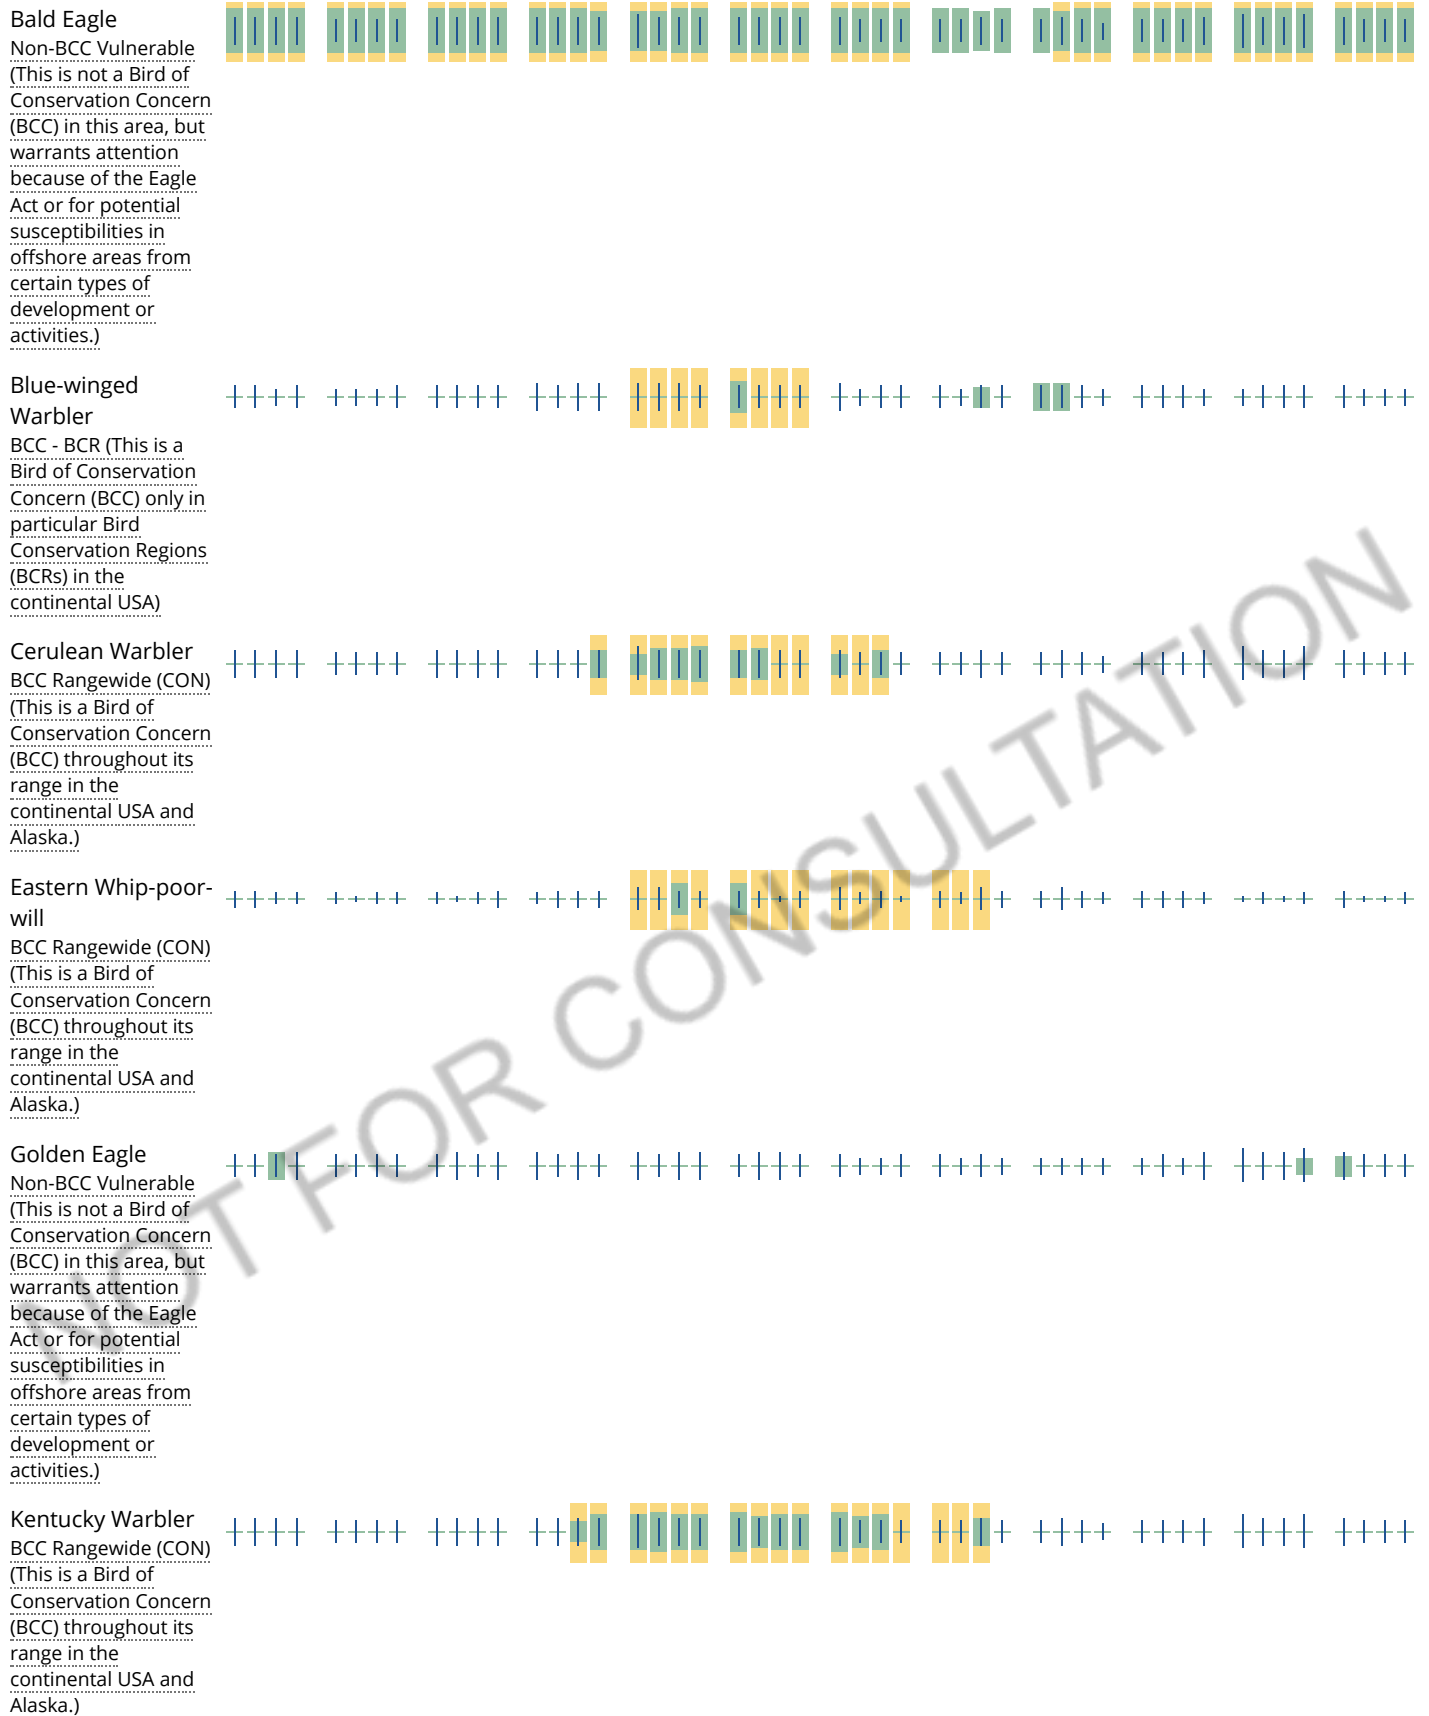 Bald Eagle
Non-BCC Vulnerable
(This is not a Bird of
Conservation Concern
(BCC) in this area, but
warrants attention
because of the Eagle
Act or for potential
susceptibilities in
offshore areas from
certain types of
development or
activities.)
Blue-winged
Warbler
BCC - BCR (This is a
Bird of Conservation
Concern (BCC) only in
particular Bird
Conservation Regions
(BCRs) in the
continental USA)
Cerulean Warbler
BCC Rangewide (CON)
(This is a Bird of
Conservation Concern
(BCC) throughout its
range in the
continental USA and
Alaska.)
Eastern Whip-poor-
will
BCC Rangewide (CON)
(This is a Bird of
Conservation Concern
(BCC) throughout its
range in the
continental USA and
Alaska.)
Golden Eagle
Non-BCC Vulnerable
(This is not a Bird of
Conservation Concern
(BCC) in this area, but
warrants attention
because of the Eagle
Act or for potential
susceptibilities in
offshore areas from
certain types of
development or
activities.)
Kentucky Warbler
BCC Rangewide (CON)
(This is a Bird of
Conservation Concern
(BCC) throughout its
range in the
continental USA and
Alaska.)
NOT FOR CONSULTATION